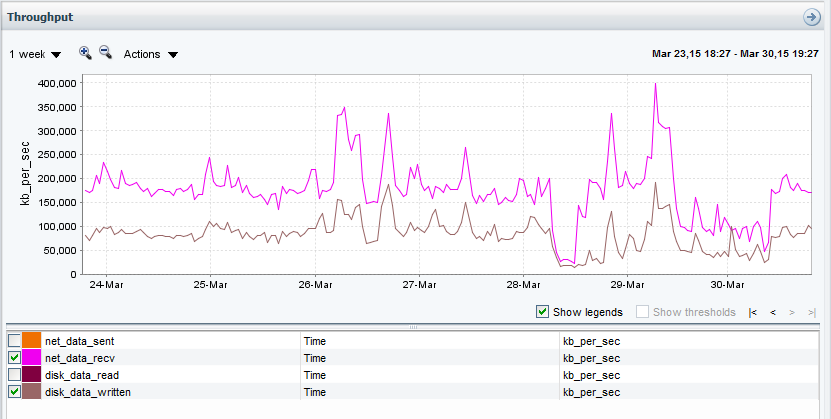 Throughput
1 week Actions Mar 23,15 18:27 - Mar 30,15 19:27
kb_per_sec
400,000
350,000
300,000
250,000
200,000
150,000
100,000
50,000
0
24-Mar 25-Mar 26-Mar 27-Mar 28-Mar 29-Mar 30-Mar
Show legends Show thresholds |< < > >|
net_data_sent Time kb_per_sec
net_data_recv Time kb_per_sec
disk_data_read Time kb_per_sec
disk_data_written Time kb_per_sec